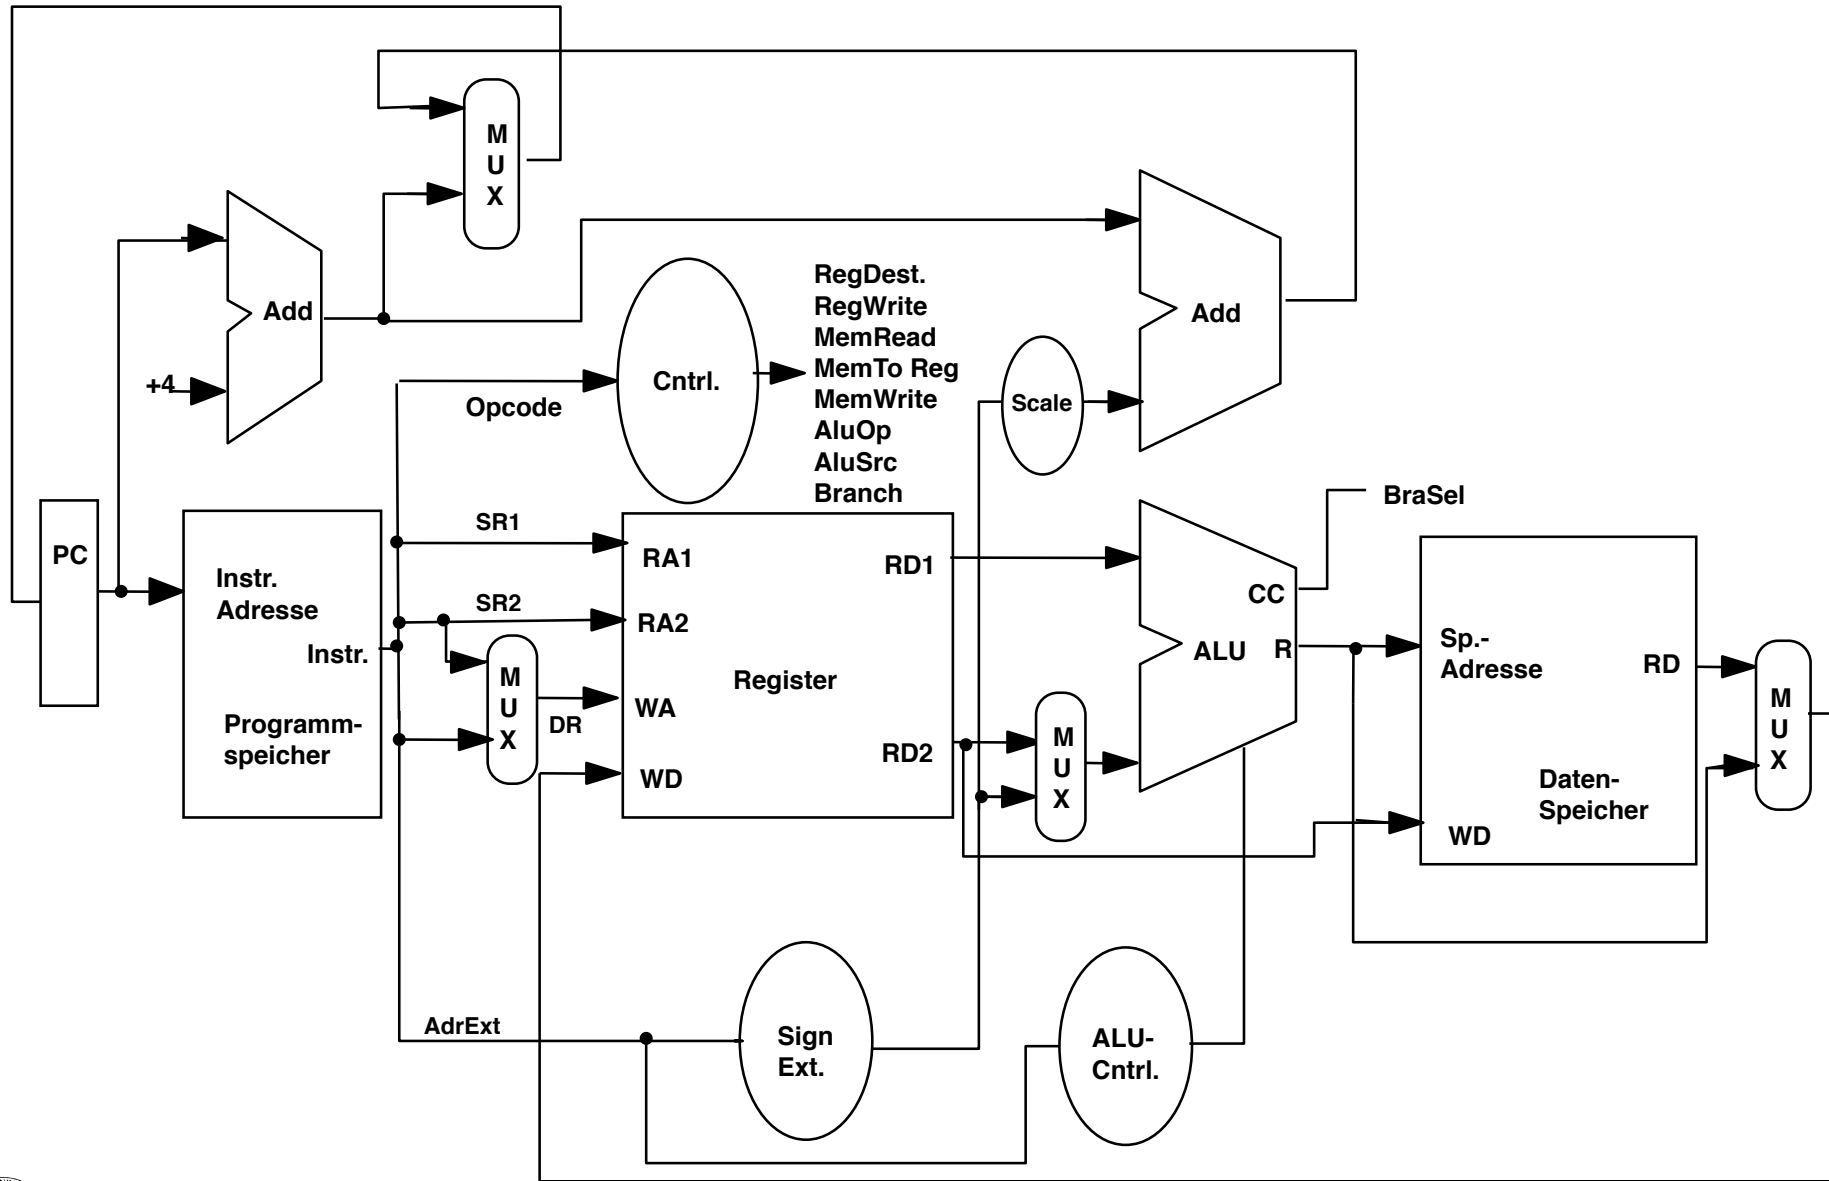 M
U
X
Add
+4
Opcode
Cntrl.
RegDest.
RegWrite
MemRead
MemTo Reg
MemWrite
AluOp
AluSrc
Branch
Scale
Add
BraSel
PC
Instr.
Adresse
Instr.
Programm-
speicher
SR1
SR2
M
U
X
DR
RA1
RA2
WA
WD
Register
RD1
RD2
M
U
X
CC
ALU
R
Sp.-
Adresse
RD
Daten-
Speicher
WD
M
U
X
AdrExt
Sign
Ext.
ALU-
Cntrl.